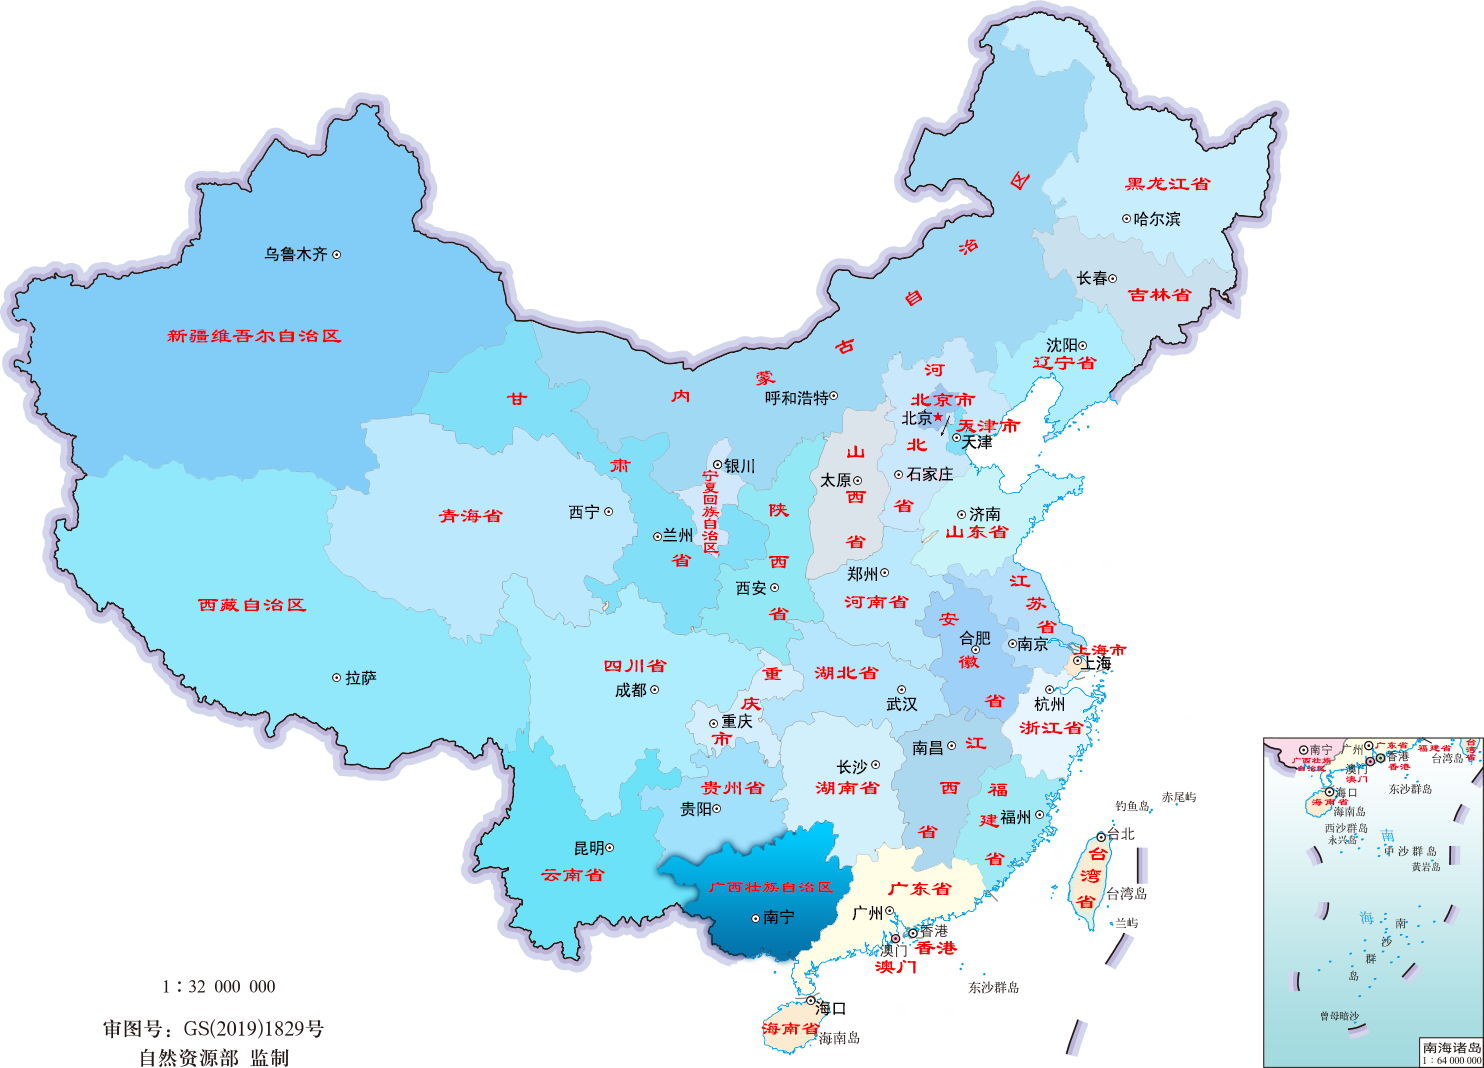 黑龙江省
哈尔滨
长春
吉林省
沈阳
辽宁省
内蒙古自治区
呼和浩特
乌鲁木齐
新疆维吾尔自治区
甘肃省
兰州
青海省
西宁
银川
宁夏回族自治区
陕西省
西安
山西省
太原
河北省
石家庄
北京市
北京
天津市
天津
济南
山东省
郑州
河南省
江苏省
南京
安徽省
合肥
上海市
上海
西藏自治区
拉萨
四川省
成都
重庆市
重庆
湖北省
武汉
杭州
浙江省
南昌
江西省
长沙
湖南省
贵州省
贵阳
福建省
福州
昆明
云南省
广西壮族自治区
南宁
广东省
广州
香港
香港
澳门
澳门
台北
台湾省
台湾岛
钓鱼岛
赤尾屿
兰屿
东沙群岛
海口
海南省
海南岛
1：32 000 000
审图号：GS(2019)1829号
自然资源部 监制
南宁
广西壮族
自治区
广州
广东省
香港
香港
澳门
澳门
福建省
台湾省
台湾岛
海口
海南省
海南岛
东沙群岛
西沙群岛
永兴岛
中沙群岛
黄岩岛
南海
南沙群岛
曾母暗沙
南海诸岛
1：64 000 000